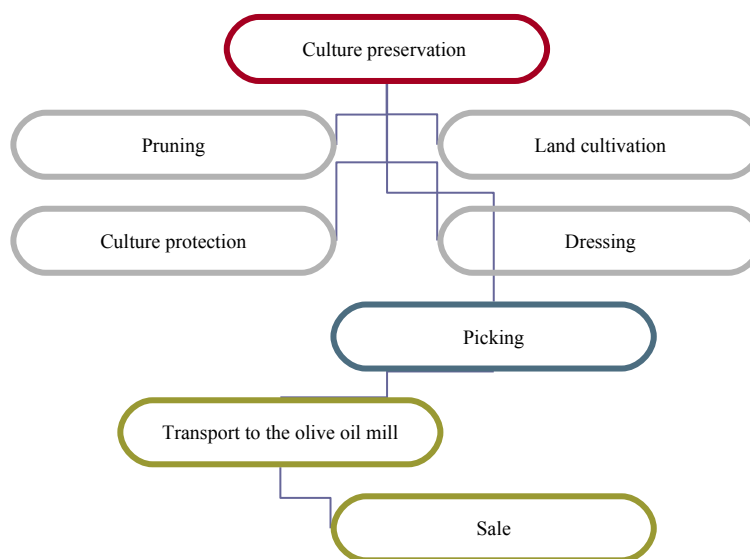 Culture preservation
Pruning
Land cultivation
Culture protection
Dressing
Picking
Transport to the olive oil mill
Sale